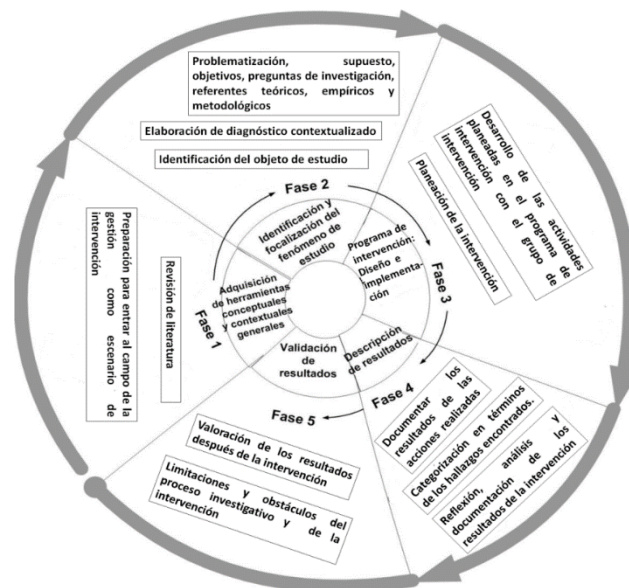 Problematización, supuesto,
objetivos, preguntas de investigación,
referentes teóricos, empíricos y
metodológicos
Elaboración de diagnóstico contextualizado
Identificación del objeto de estudio
Fase 2
Identificación y
focalización del
fenómeno de
estudio
Desarrollo de las actividades
planeadas en el programa de
intervención con el grupo de
intervención
Planeación de la intervención
Programa de
intervención:
Diseño e
implementa-
ción
Fase 3
Preparación para entrar al campo de la
gestión como escenario de
intervención
Revisión de literatura
Fase 1
Adquisición
de herramientas
conceptuales
y contextuales
generales
Validación
de
resultados
Descripción
de resultados
Fase 4
Documentar los
resultados de las
acciones realizadas
Categorización en términos
de los hallazgos encontrados.
Reflexión, análisis y
documentación de los
resultados de la intervención
Fase 5
Valoración de los resultados
después de la intervención
Limitaciones y obstáculos del
proceso investigativo y de la
intervención